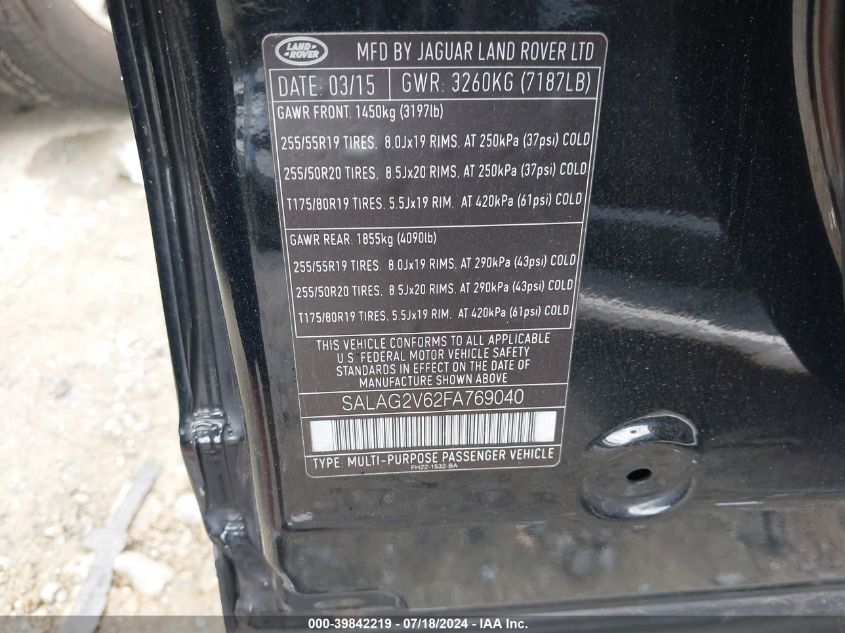 LAND-
ROVER
MFD BY JAGUAR LAND ROVER LTD
DATE: 03/15 GWR: 3260KG (7187LB)
GAWR FRONT. 1450kg (3197lb)
255/55R19 TIRES. 8.0Jx19 RIMS. AT 250kPa (37psi) COLD
255/50R20 TIRES, 8.5Jx20 RIMS, AT 250kPa (37psi) COLD
T175/80R19 TIRES. 5.5Jx19 RIM. AT 420kPa (61psi) COLD
GAWR REAR. 1855kg (4090lb)
255/55R19 TIRES. 8.0Jx19 RIMS. AT 290kPa (43psi) COLD
255/50R20 TIRES, 8.5Jx20 RIMS, AT 290kPa (43psi) COLD
T175/80R19 TIRES. 5.5Jx19 RIM. AT 420kPa (61psi) COLD
THIS VEHICLE CONFORMS TO ALL APPLICABLE
U.S. FEDERAL MOTOR VEHICLE SAFETY
STANDARDS IN EFFECT ON THE DATE OF
MANUFACTURE SHOWN ABOVE
SALAG2V62FA769040
TYPE: MULTI-PURPOSE PASSENGER VEHICLE
FH22-1532-BA
000-39842219 - 07/18/2024 - IAAI.COM